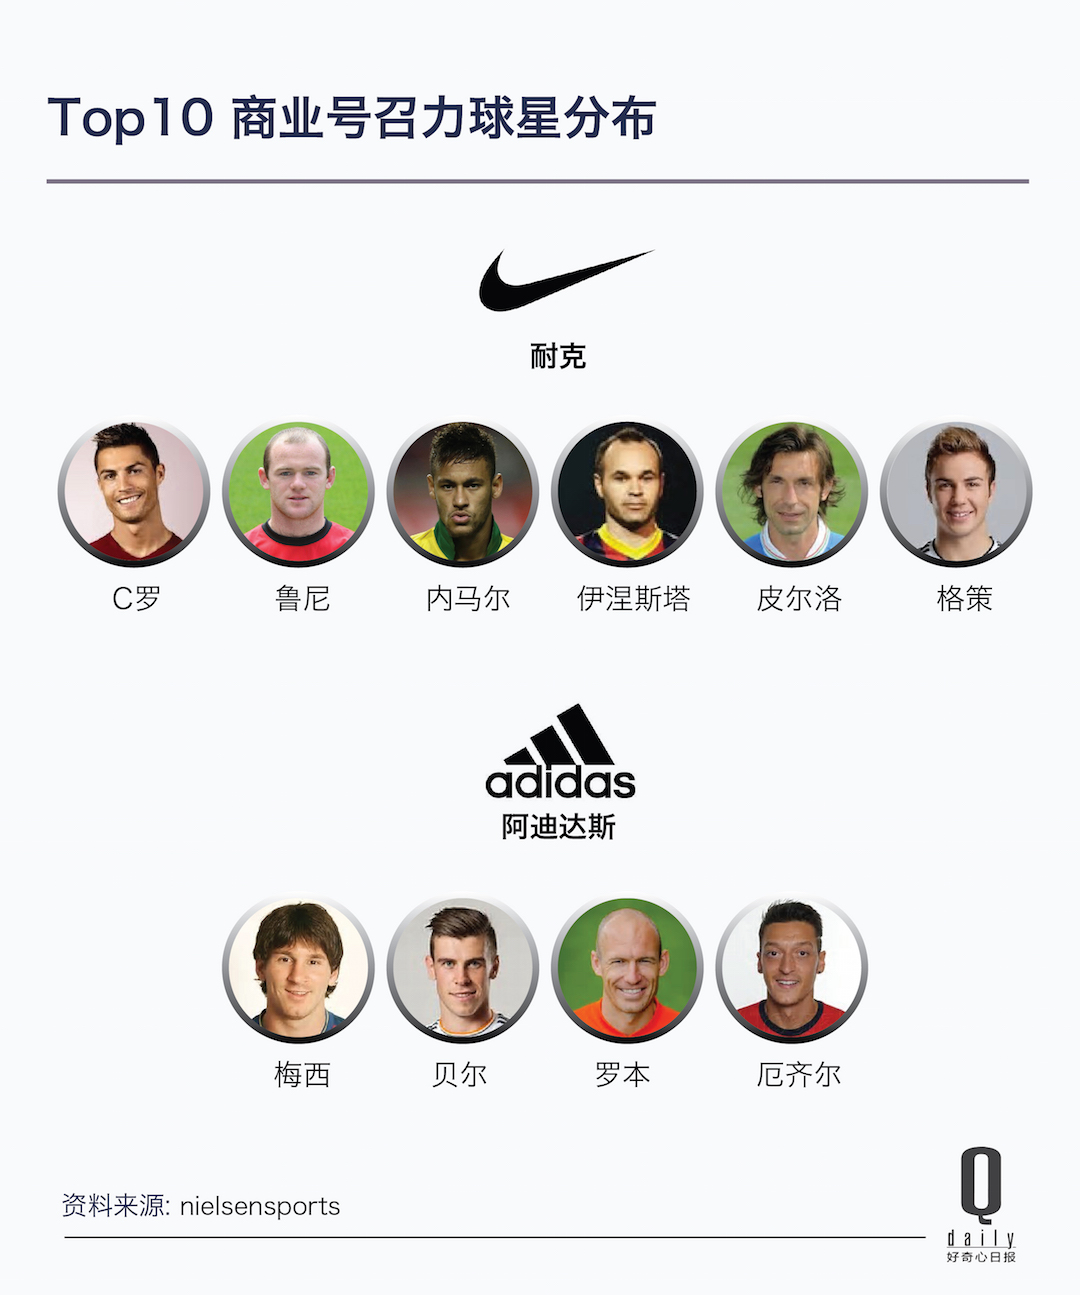 Top10 商业号召力球星分布
耐克
C罗 鲁尼 内马尔 伊涅斯塔 皮尔洛 格策
adidas
阿迪达斯
梅西 贝尔 罗本 厄齐尔
资料来源: nielsensports
Q
daily
好奇心日报